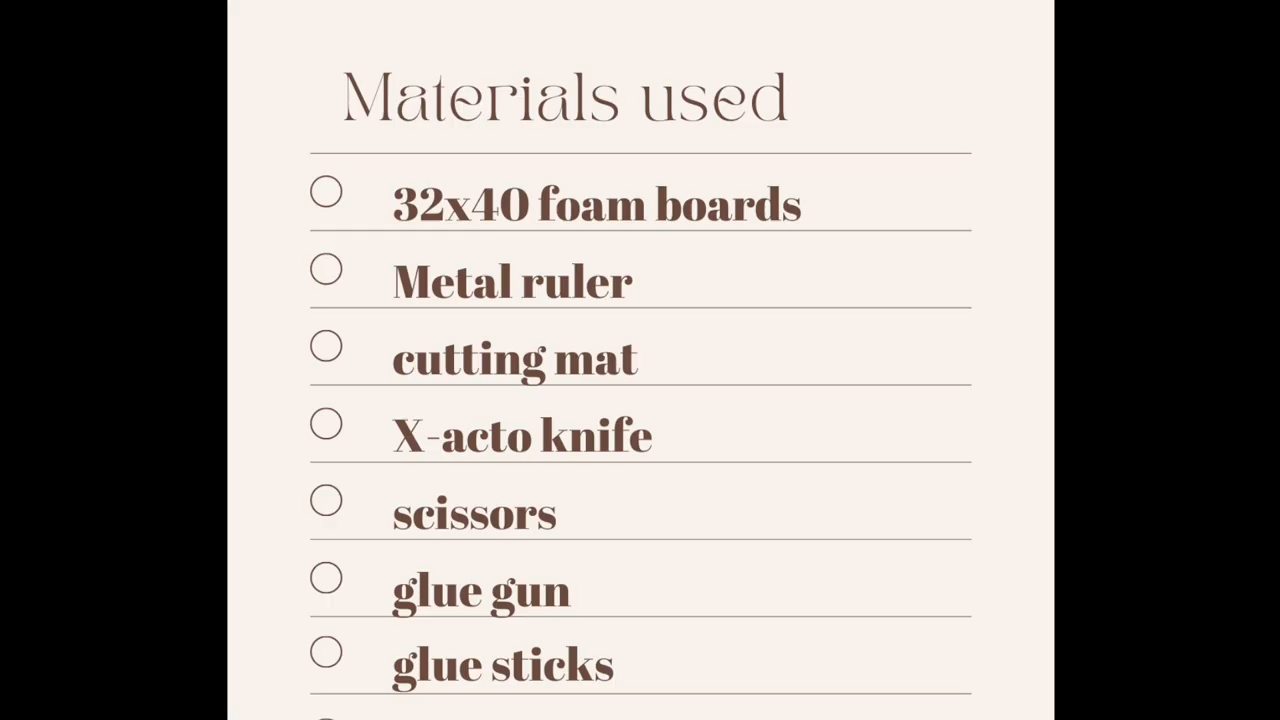 Materials used
32x40 foam boards
Metal ruler
cutting mat
X-acto knife
scissors
glue gun
glue sticks